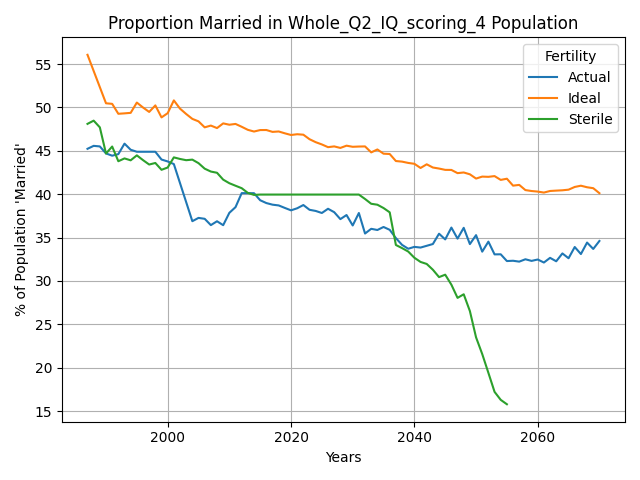 Proportion Married in Whole_Q2_IQ_scoring_4 Population
% of Population 'Married'
55
50
45
40
35
30
25
20
15
Fertility
Actual
Ideal
Sterile
2000 2020 2040 2060
Years